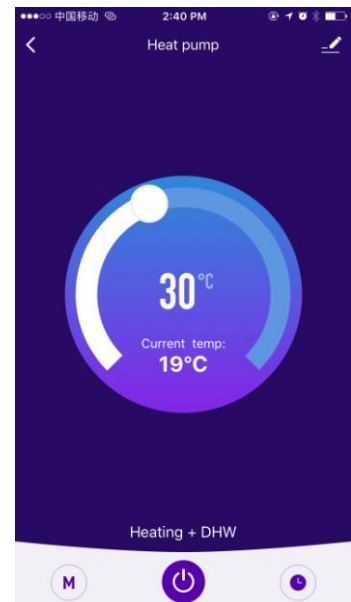 中国移动 2:40 PM
Heat pump
30°C
Current temp:
19°C
Heating + DHW
M